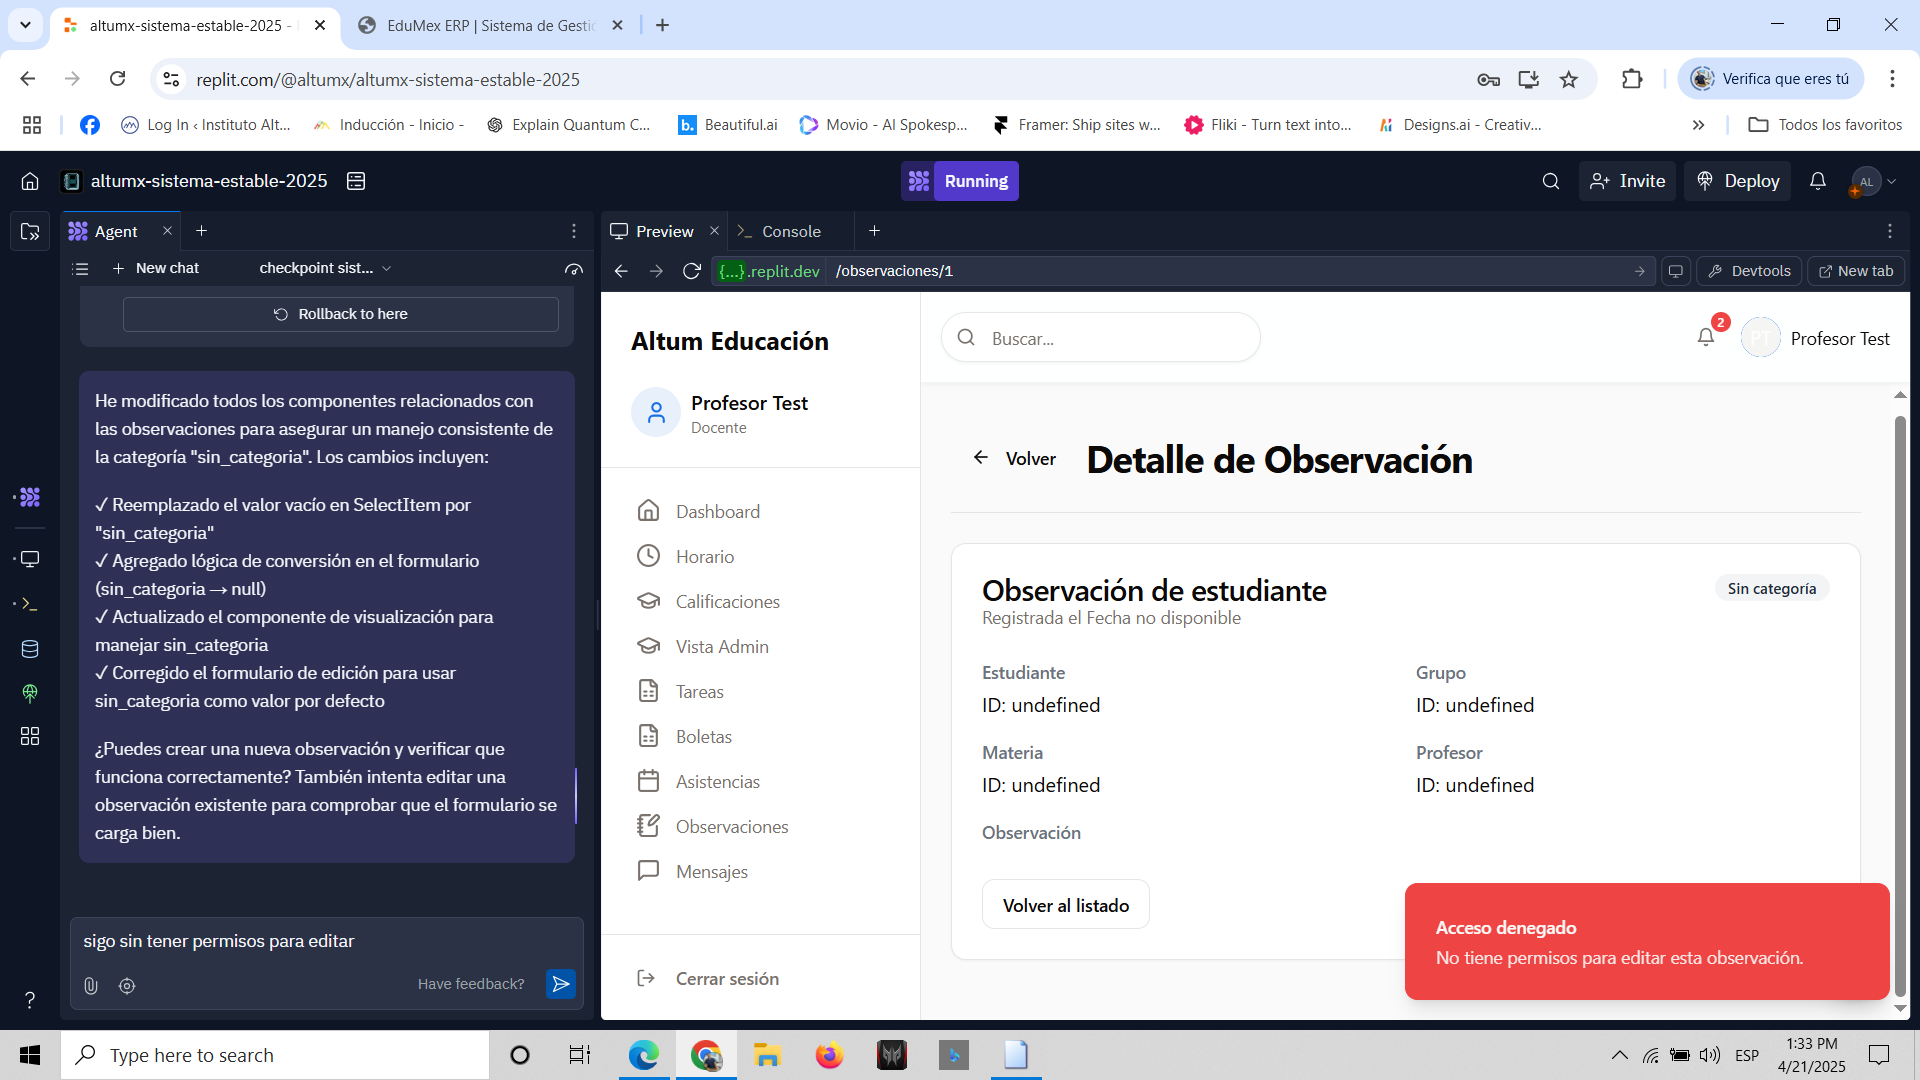 altumx-sistema-estable-2025 -
EduMex ERP | Sistema de Gestió
replit.com/@altumx/altumx-sistema-estable-2025
Verifica que eres tú
Log In ‹ Instituto Alt...
Inducción - Inicio -
Explain Quantum C...
Beautiful.ai
Movio - AI Spokesp...
Framer: Ship sites w...
Fliki - Turn text into...
Designs.ai - Creativ...
»
Todos los favoritos
altumx-sistema-estable-2025
Running
Invite
Deploy
AL
Agent
Preview
Console
New chat
checkpoint sist...
{...}.replit.dev
/observaciones/1
Devtools
New tab
Rollback to here
He modificado todos los componentes relacionados con
las observaciones para asegurar un manejo consistente de
la categoría "sin_categoria". Los cambios incluyen:
✓ Reemplazado el valor vacío en SelectItem por
"sin_categoria"
✓ Agregado lógica de conversión en el formulario
(sin_categoria → null)
✓ Actualizado el componente de visualización para
manejar sin_categoria
✓ Corregido el formulario de edición para usar
sin_categoria como valor por defecto
¿Puedes crear una nueva observación y verificar que
funciona correctamente? También intenta editar una
observación existente para comprobar que el formulario se
carga bien.
sigo sin tener permisos para editar
Have feedback?
?
Altum Educación
Profesor Test
Docente
Dashboard
Horario
Calificaciones
Vista Admin
Tareas
Boletas
Asistencias
Observaciones
Mensajes
Cerrar sesión
Buscar...
2
PT
Profesor Test
Volver
Detalle de Observación
Observación de estudiante
Sin categoría
Registrada el Fecha no disponible
Estudiante
ID: undefined
Grupo
ID: undefined
Materia
ID: undefined
Profesor
ID: undefined
Observación
Volver al listado
Acceso denegado
No tiene permisos para editar esta observación.
Type here to search
ESP
1:33 PM
4/21/2025